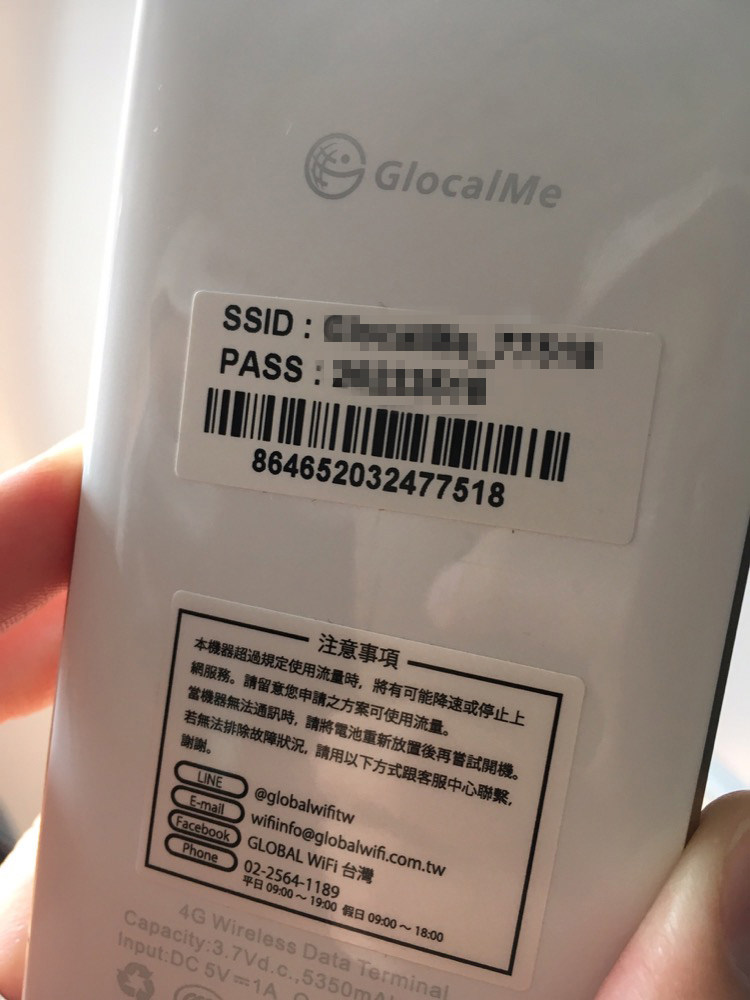 GlocalMe
SSID :
PASS :
864652032477518
注意事項
本機器超過規定使用流量時，將有可能降速或停止上
網服務。請留意您申請之方案可使用流量。
當機器無法通訊時，請將電池重新放置後再嘗試開機。
若無法排除故障狀況，請用以下方式跟客服中心聯繫，
謝謝。
LINE @globalwifitw
E-mail wifiinfo@globalwifi.com.tw
Facebook GLOBAL WiFi 台灣
Phone 02-2564-1189
平日 09:00 ~ 19:00 假日 09:00 ~ 18:00
4G Wireless Data Terminal
Capacity:3.7Vd.c.,5350mAh
Input:DC 5V⎓1A